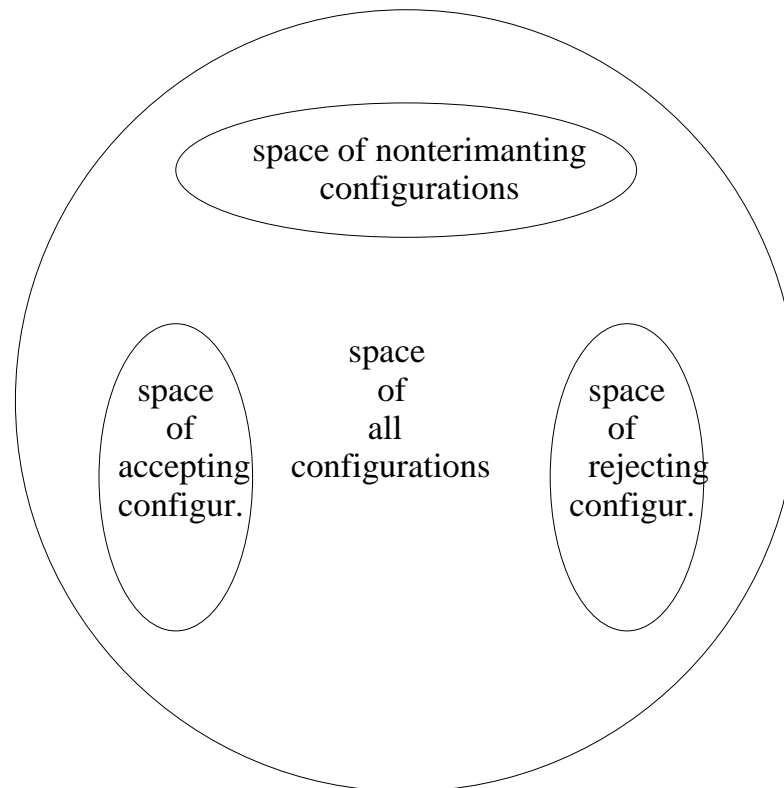 space of nonterimanting
configurations
space
of
all
configurations
space
of
accepting
configur.
space
of
rejecting
configur.